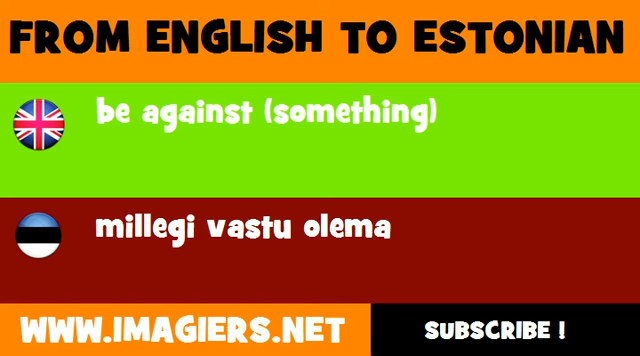 FROM ENGLISH TO ESTONIAN
be against (something)
millegi vastu olema
WWW.IMAGIERS.NET
SUBSCRIBE !